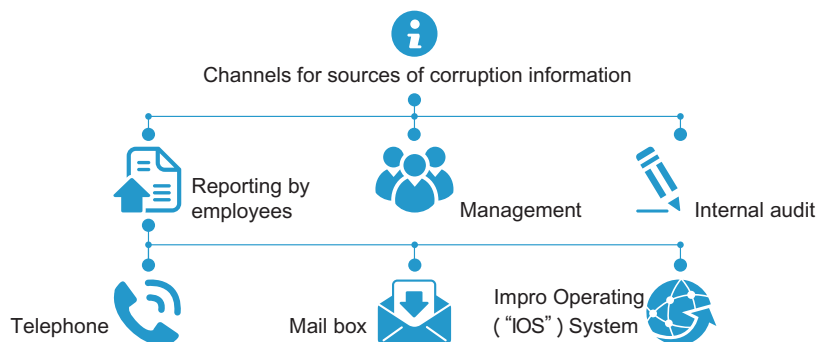 Channels for sources of corruption information
Reporting by
employees
Management
Internal audit
Telephone
Mail box
Impro Operating
( “IOS” ) System